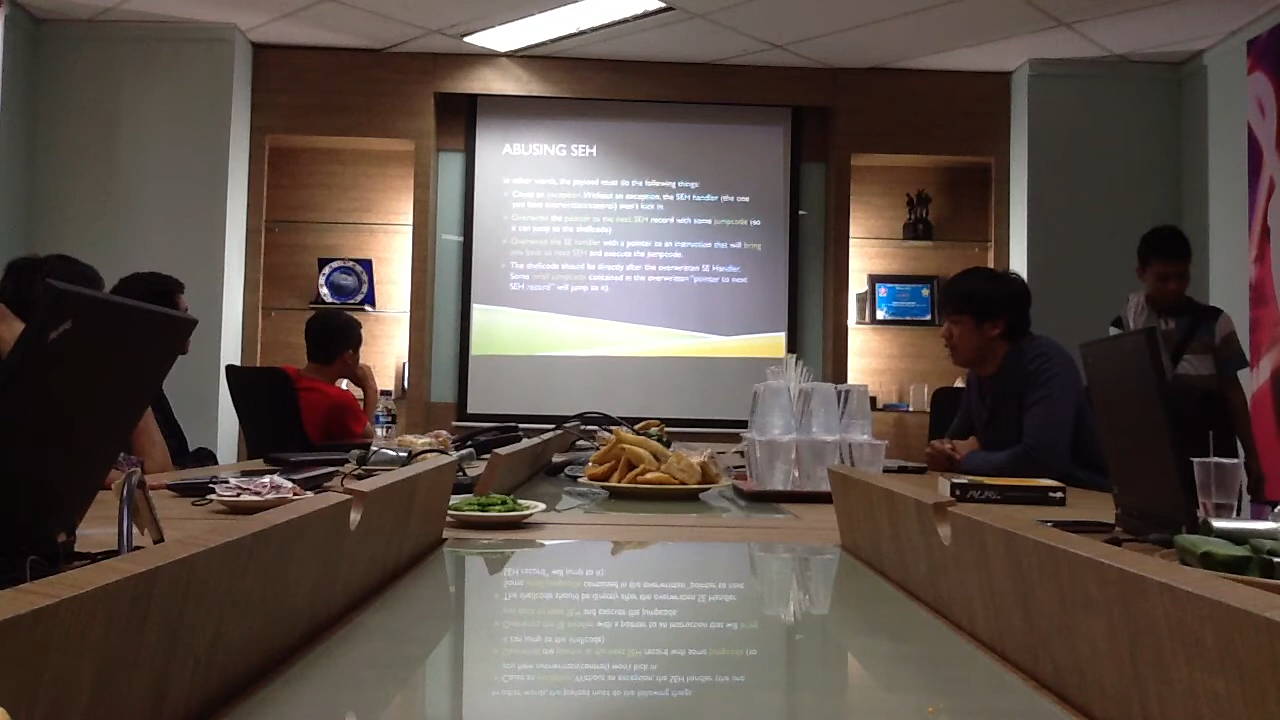 ABUSING SEH
In other words, the payload must do the following things:
Cause an exception. Without an exception, the SEH handler (the one
you have overwritten/control) won't kick in.
Overwrite the pointer to the next SEH record with some jumpcode (so
it can jump to the shellcode)
Overwrite the SE handler with a pointer to an instruction that will bring
you back to next SEH and execute the jumpcode.
The shellcode should be directly after the overwritten SE Handler.
Some small jumpcode contained in the overwritten "pointer to next
SEH record" will jump to it).